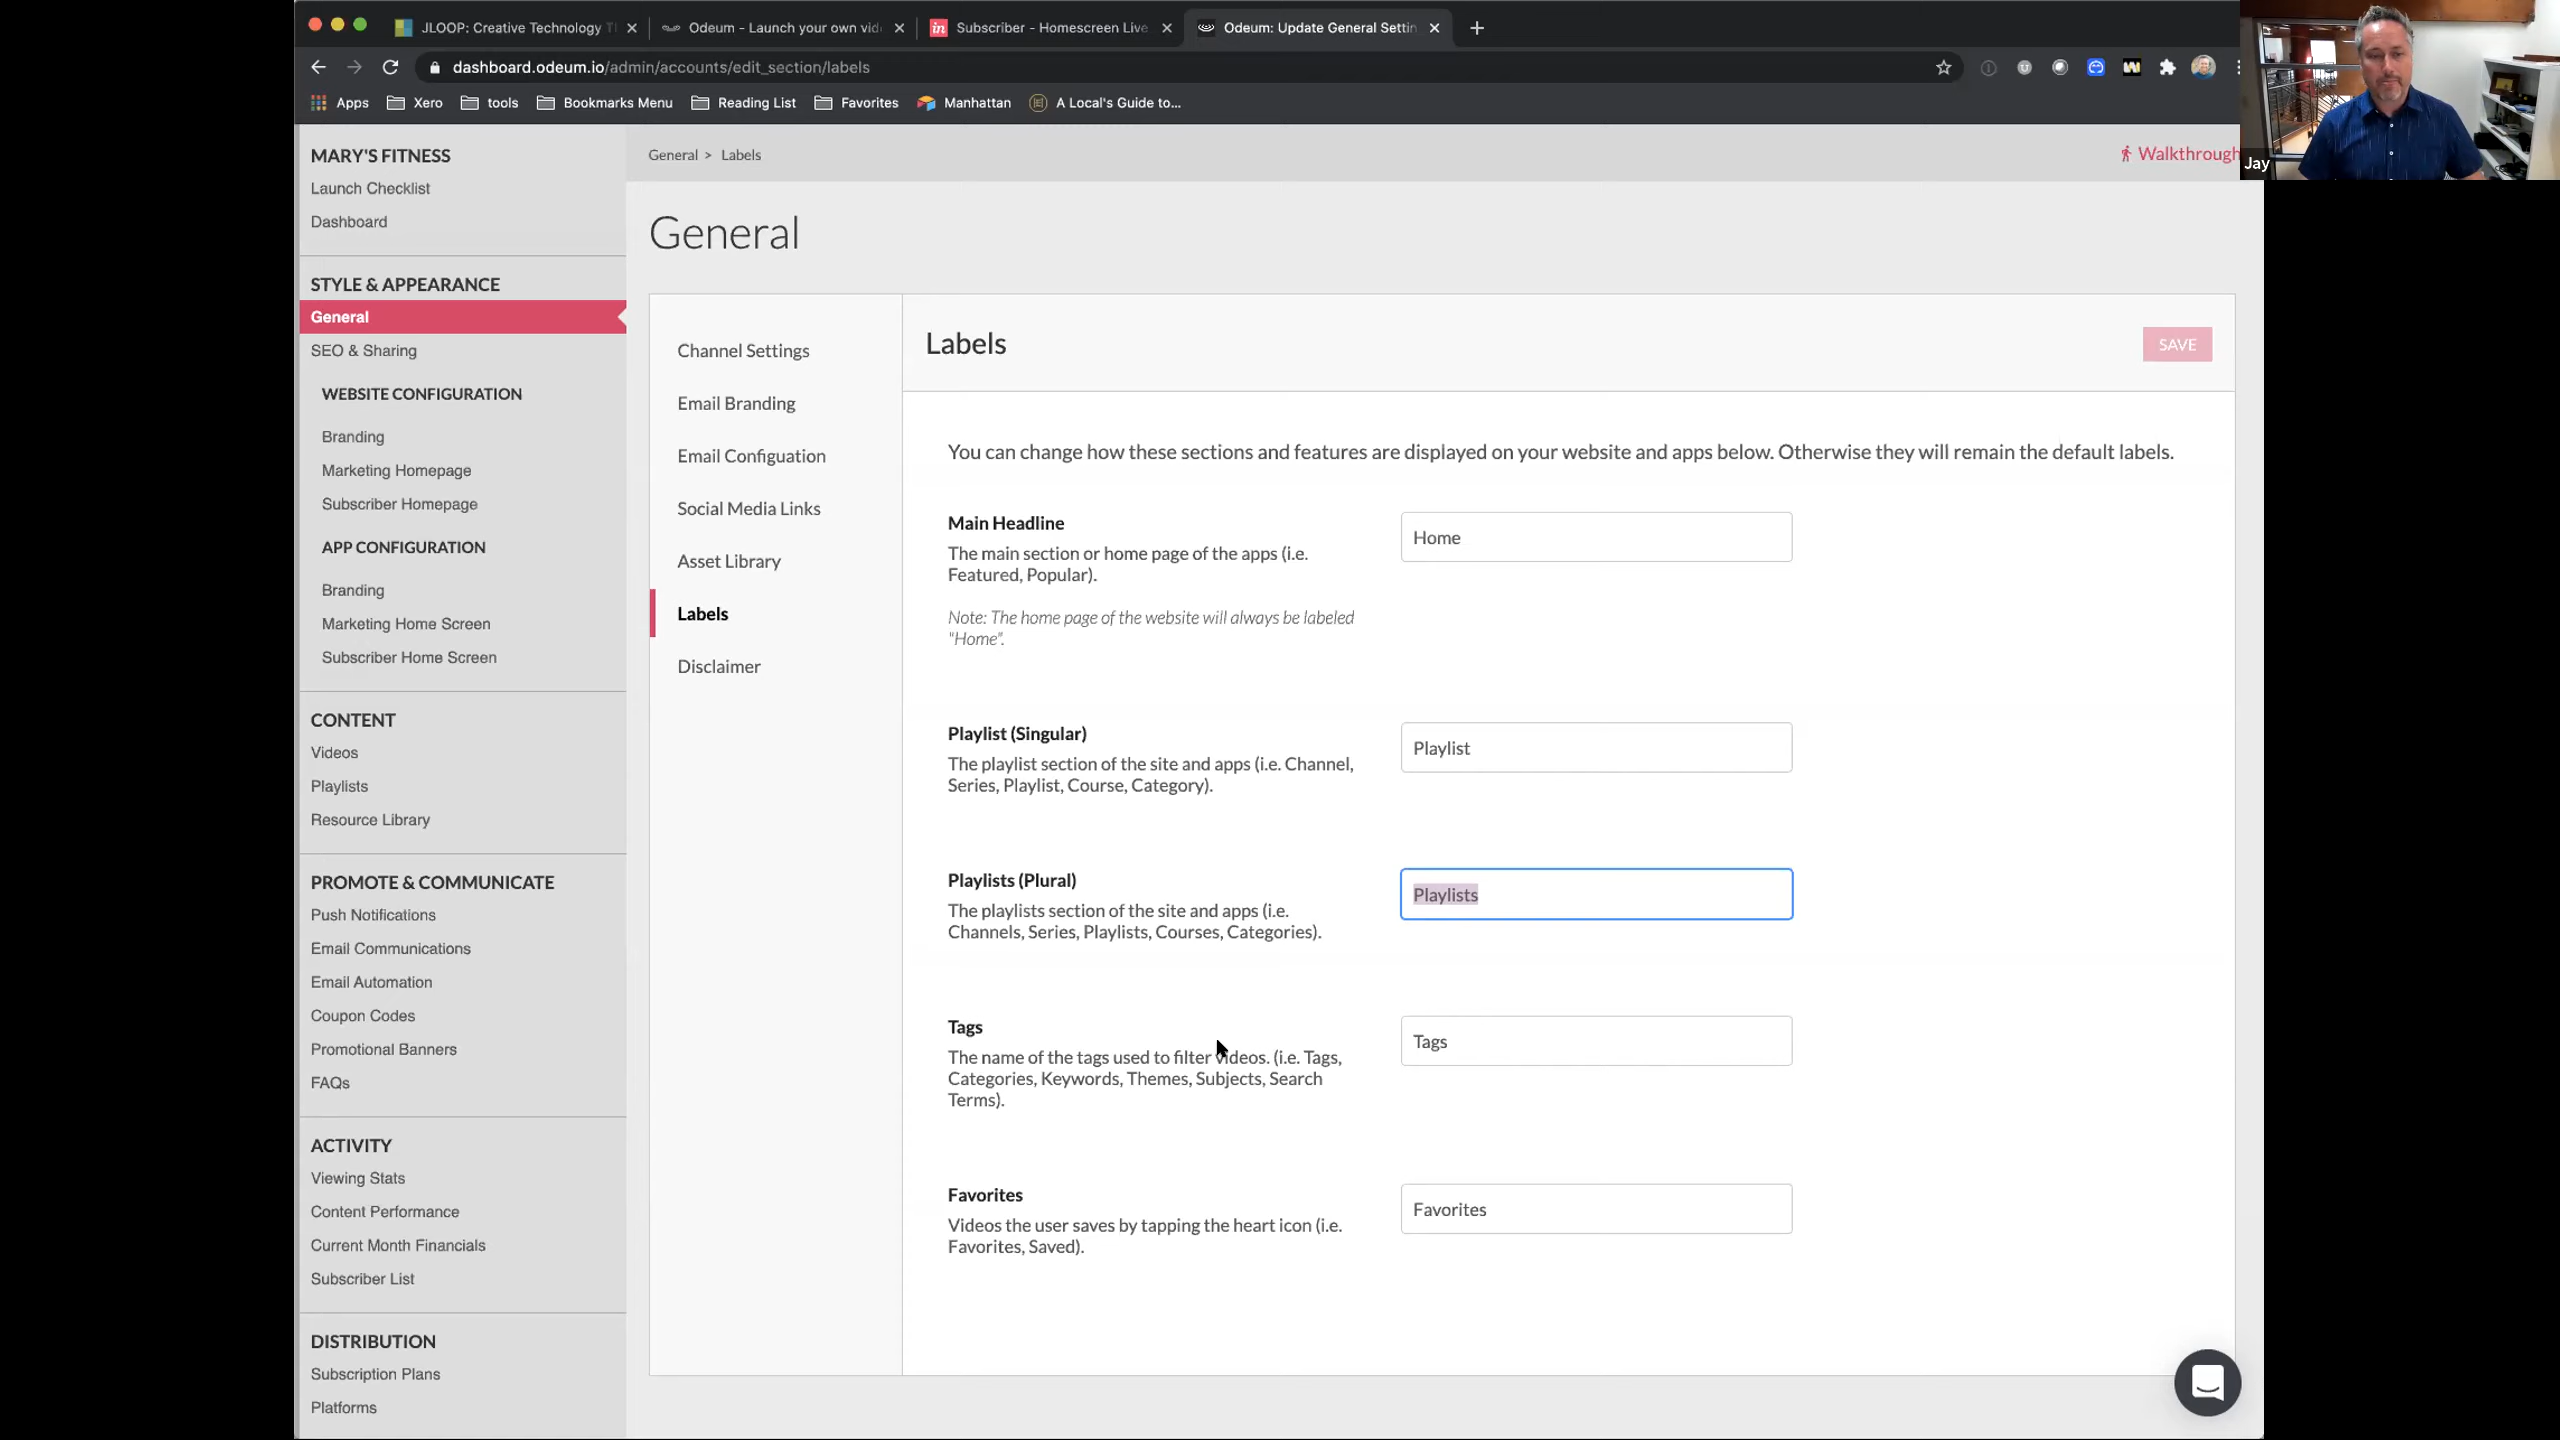 JLOOP: Creative Technology T
Odeum - Launch your own vid
Subscriber - Homescreen Live
Odeum: Update General Settin
dashboard.odeum.io/admin/accounts/edit_section/labels
Apps
Xero
tools
Bookmarks Menu
Reading List
Favorites
Manhattan
A Local's Guide to...
Jay
MARY'S FITNESS
Launch Checklist
Dashboard
STYLE & APPEARANCE
General
SEO & Sharing
WEBSITE CONFIGURATION
Branding
Marketing Homepage
Subscriber Homepage
APP CONFIGURATION
Branding
Marketing Home Screen
Subscriber Home Screen
CONTENT
Videos
Playlists
Resource Library
PROMOTE & COMMUNICATE
Push Notifications
Email Communications
Email Automation
Coupon Codes
Promotional Banners
FAQs
ACTIVITY
Viewing Stats
Content Performance
Current Month Financials
Subscriber List
DISTRIBUTION
Subscription Plans
Platforms
General > Labels
Walkthrough
General
Channel Settings
Email Branding
Email Configuation
Social Media Links
Asset Library
Labels
Disclaimer
Labels
SAVE
You can change how these sections and features are displayed on your website and apps below. Otherwise they will remain the default labels.
Main Headline
The main section or home page of the apps (i.e.
Featured, Popular).
Note: The home page of the website will always be labeled
"Home".
Home
Playlist (Singular)
The playlist section of the site and apps (i.e. Channel,
Series, Playlist, Course, Category).
Playlist
Playlists (Plural)
The playlists section of the site and apps (i.e.
Channels, Series, Playlists, Courses, Categories).
Playlists
Tags
The name of the tags used to filter videos. (i.e. Tags,
Categories, Keywords, Themes, Subjects, Search
Terms).
Tags
Favorites
Videos the user saves by tapping the heart icon (i.e.
Favorites, Saved).
Favorites